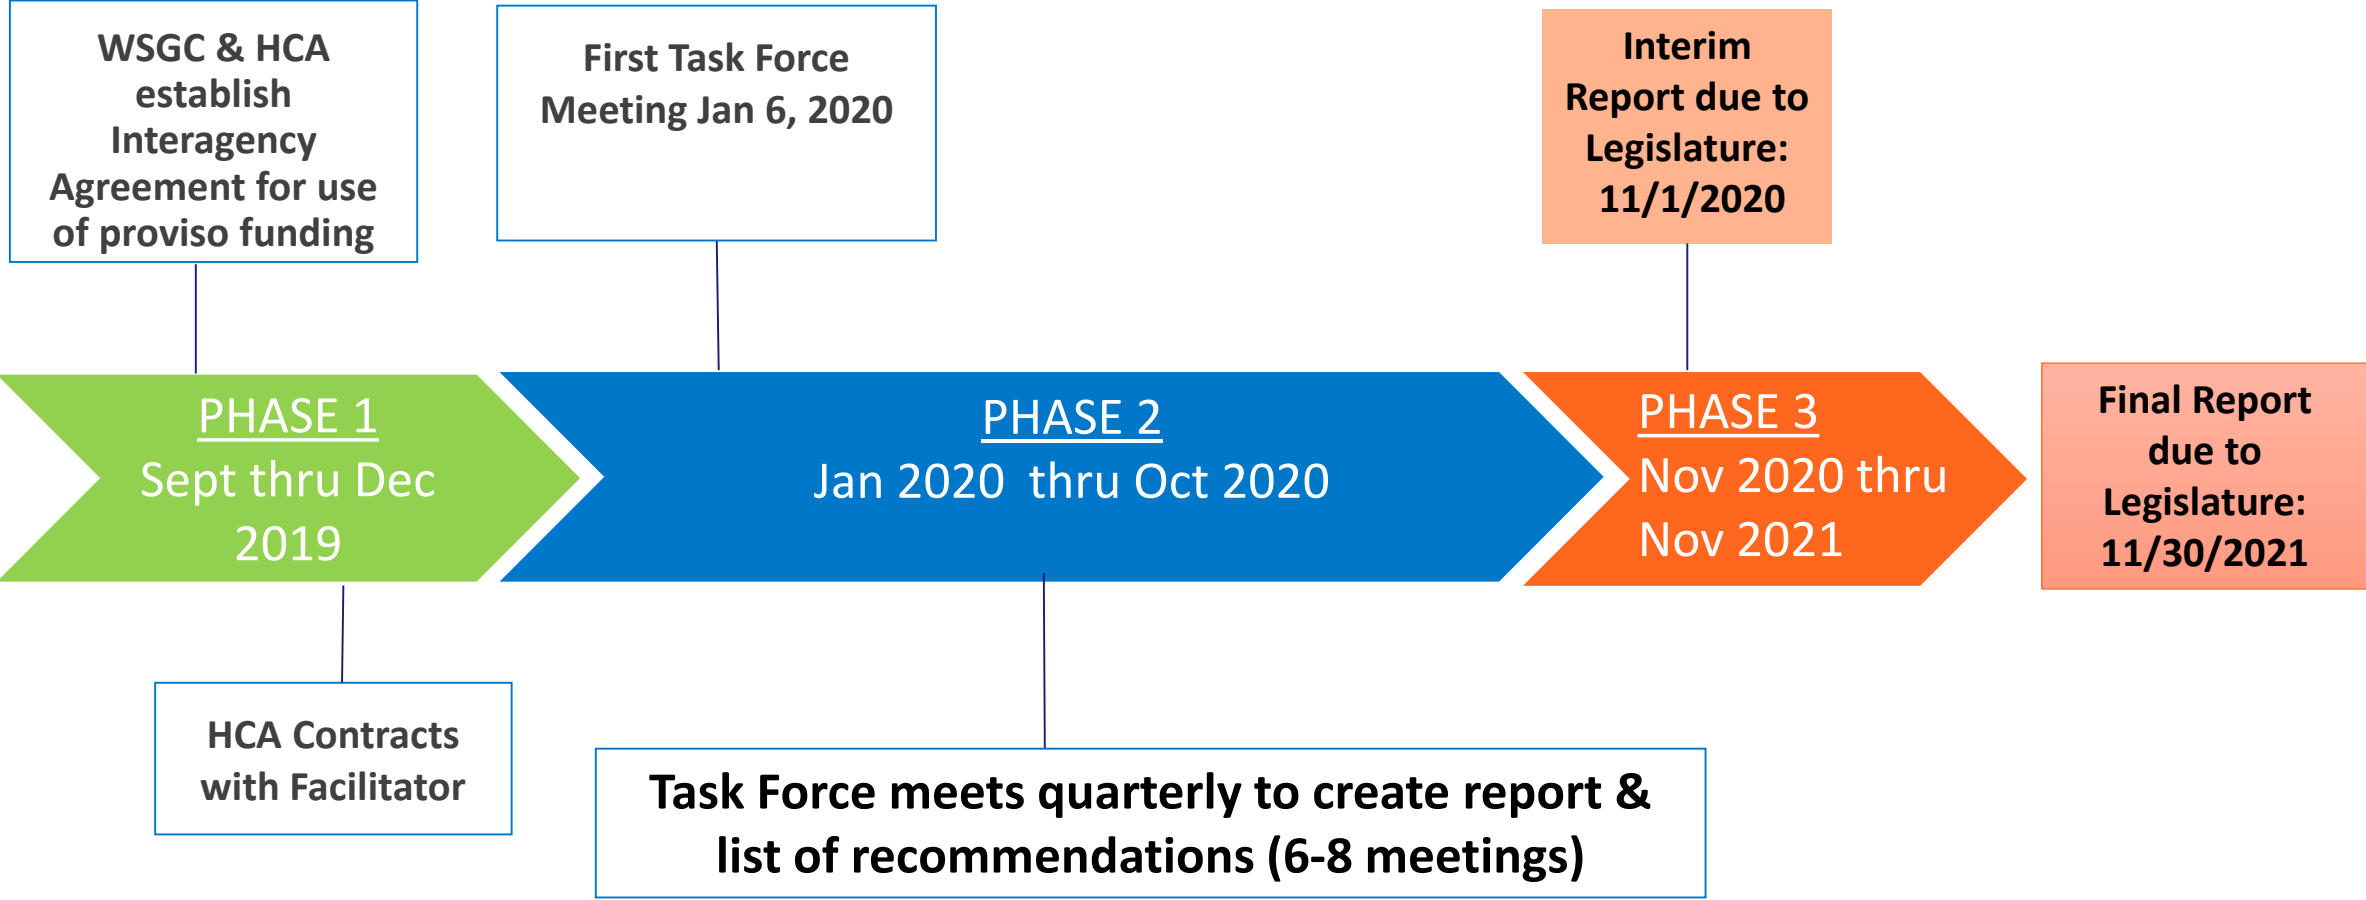 WSGC & HCA
establish
Interagency
Agreement for use
of proviso funding
First Task Force
Meeting Jan 6, 2020
Interim
Report due to
Legislature:
11/1/2020
PHASE 1
Sept thru Dec
2019
PHASE 2
Jan 2020  thru Oct 2020
PHASE 3
Nov 2020 thru
Nov 2021
Final Report
due to
Legislature:
11/30/2021
HCA Contracts
with Facilitator
Task Force meets quarterly to create report &
list of recommendations (6-8 meetings)